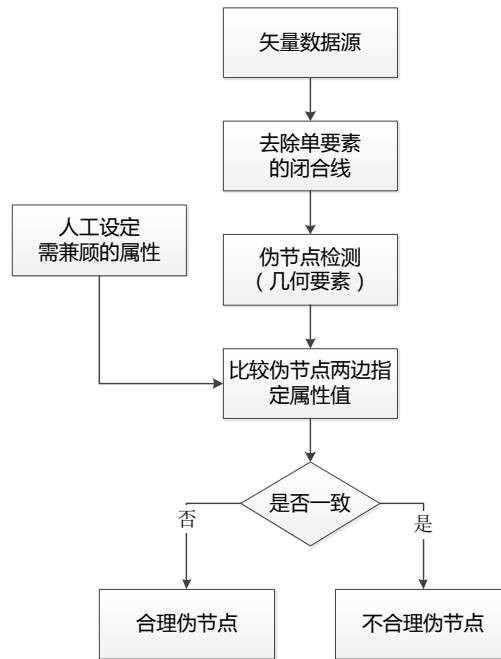 矢量数据源
去除单要素
的闭合线
人工设定
需兼顾的属性
伪节点检测
（几何要素）
比较伪节点两边指
定属性值
是否一致
否
是
合理伪节点
不合理伪节点